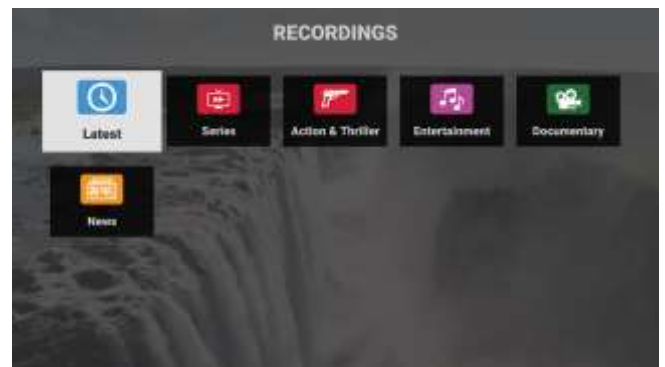 RECORDINGS
Latest
Series
Action & Thriller
Entertainment
Documentary
News